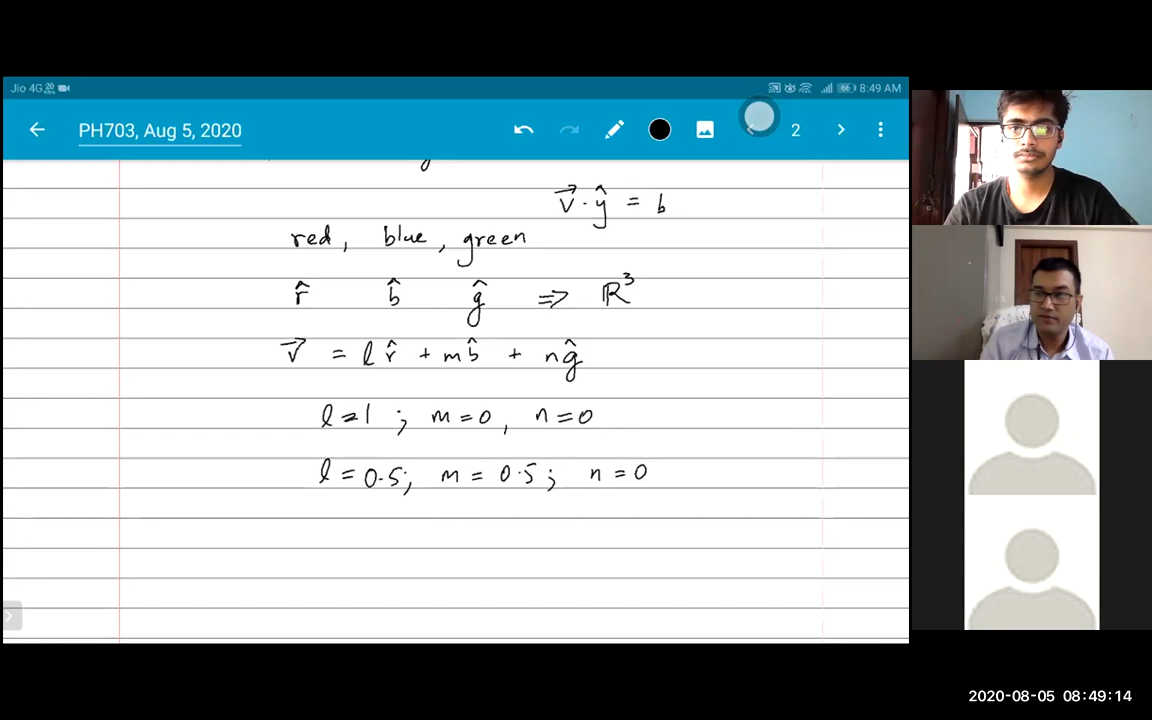 Jio 4G 8:49 AM
PH703, Aug 5, 2020 2
v⃗ · ŷ = b
red, blue, green
r̂ b̂ ĝ => ℝ³
v⃗ = l r̂ + m b̂ + n ĝ
l = 1 ; m = 0 , n = 0
l = 0.5; m = 0.5 ; n = 0
2020-08-05 08:49:14